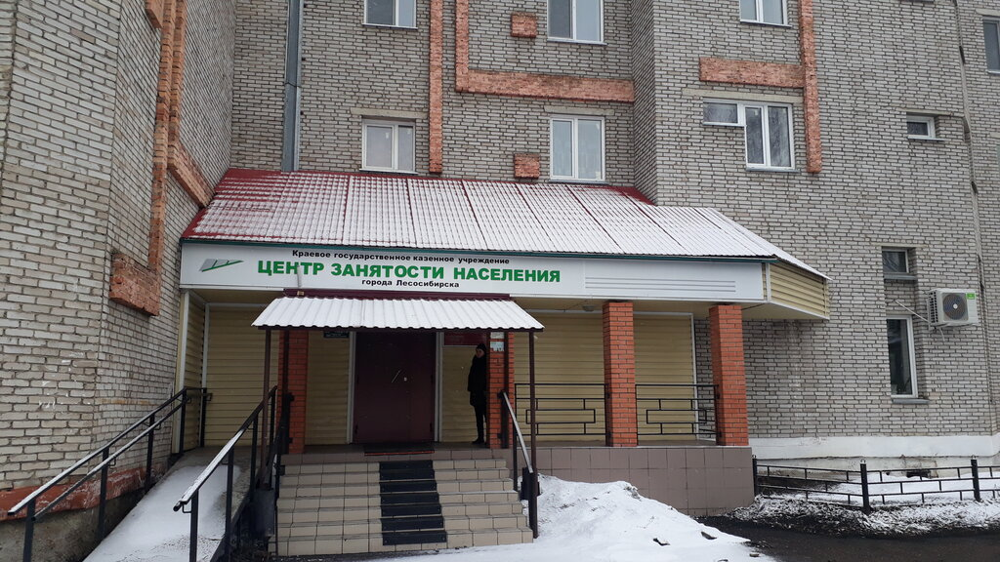 Краевое государственное казенное учреждение
ЦЕНТР ЗАНЯТОСТИ НАСЕЛЕНИЯ
города Лесосибирска